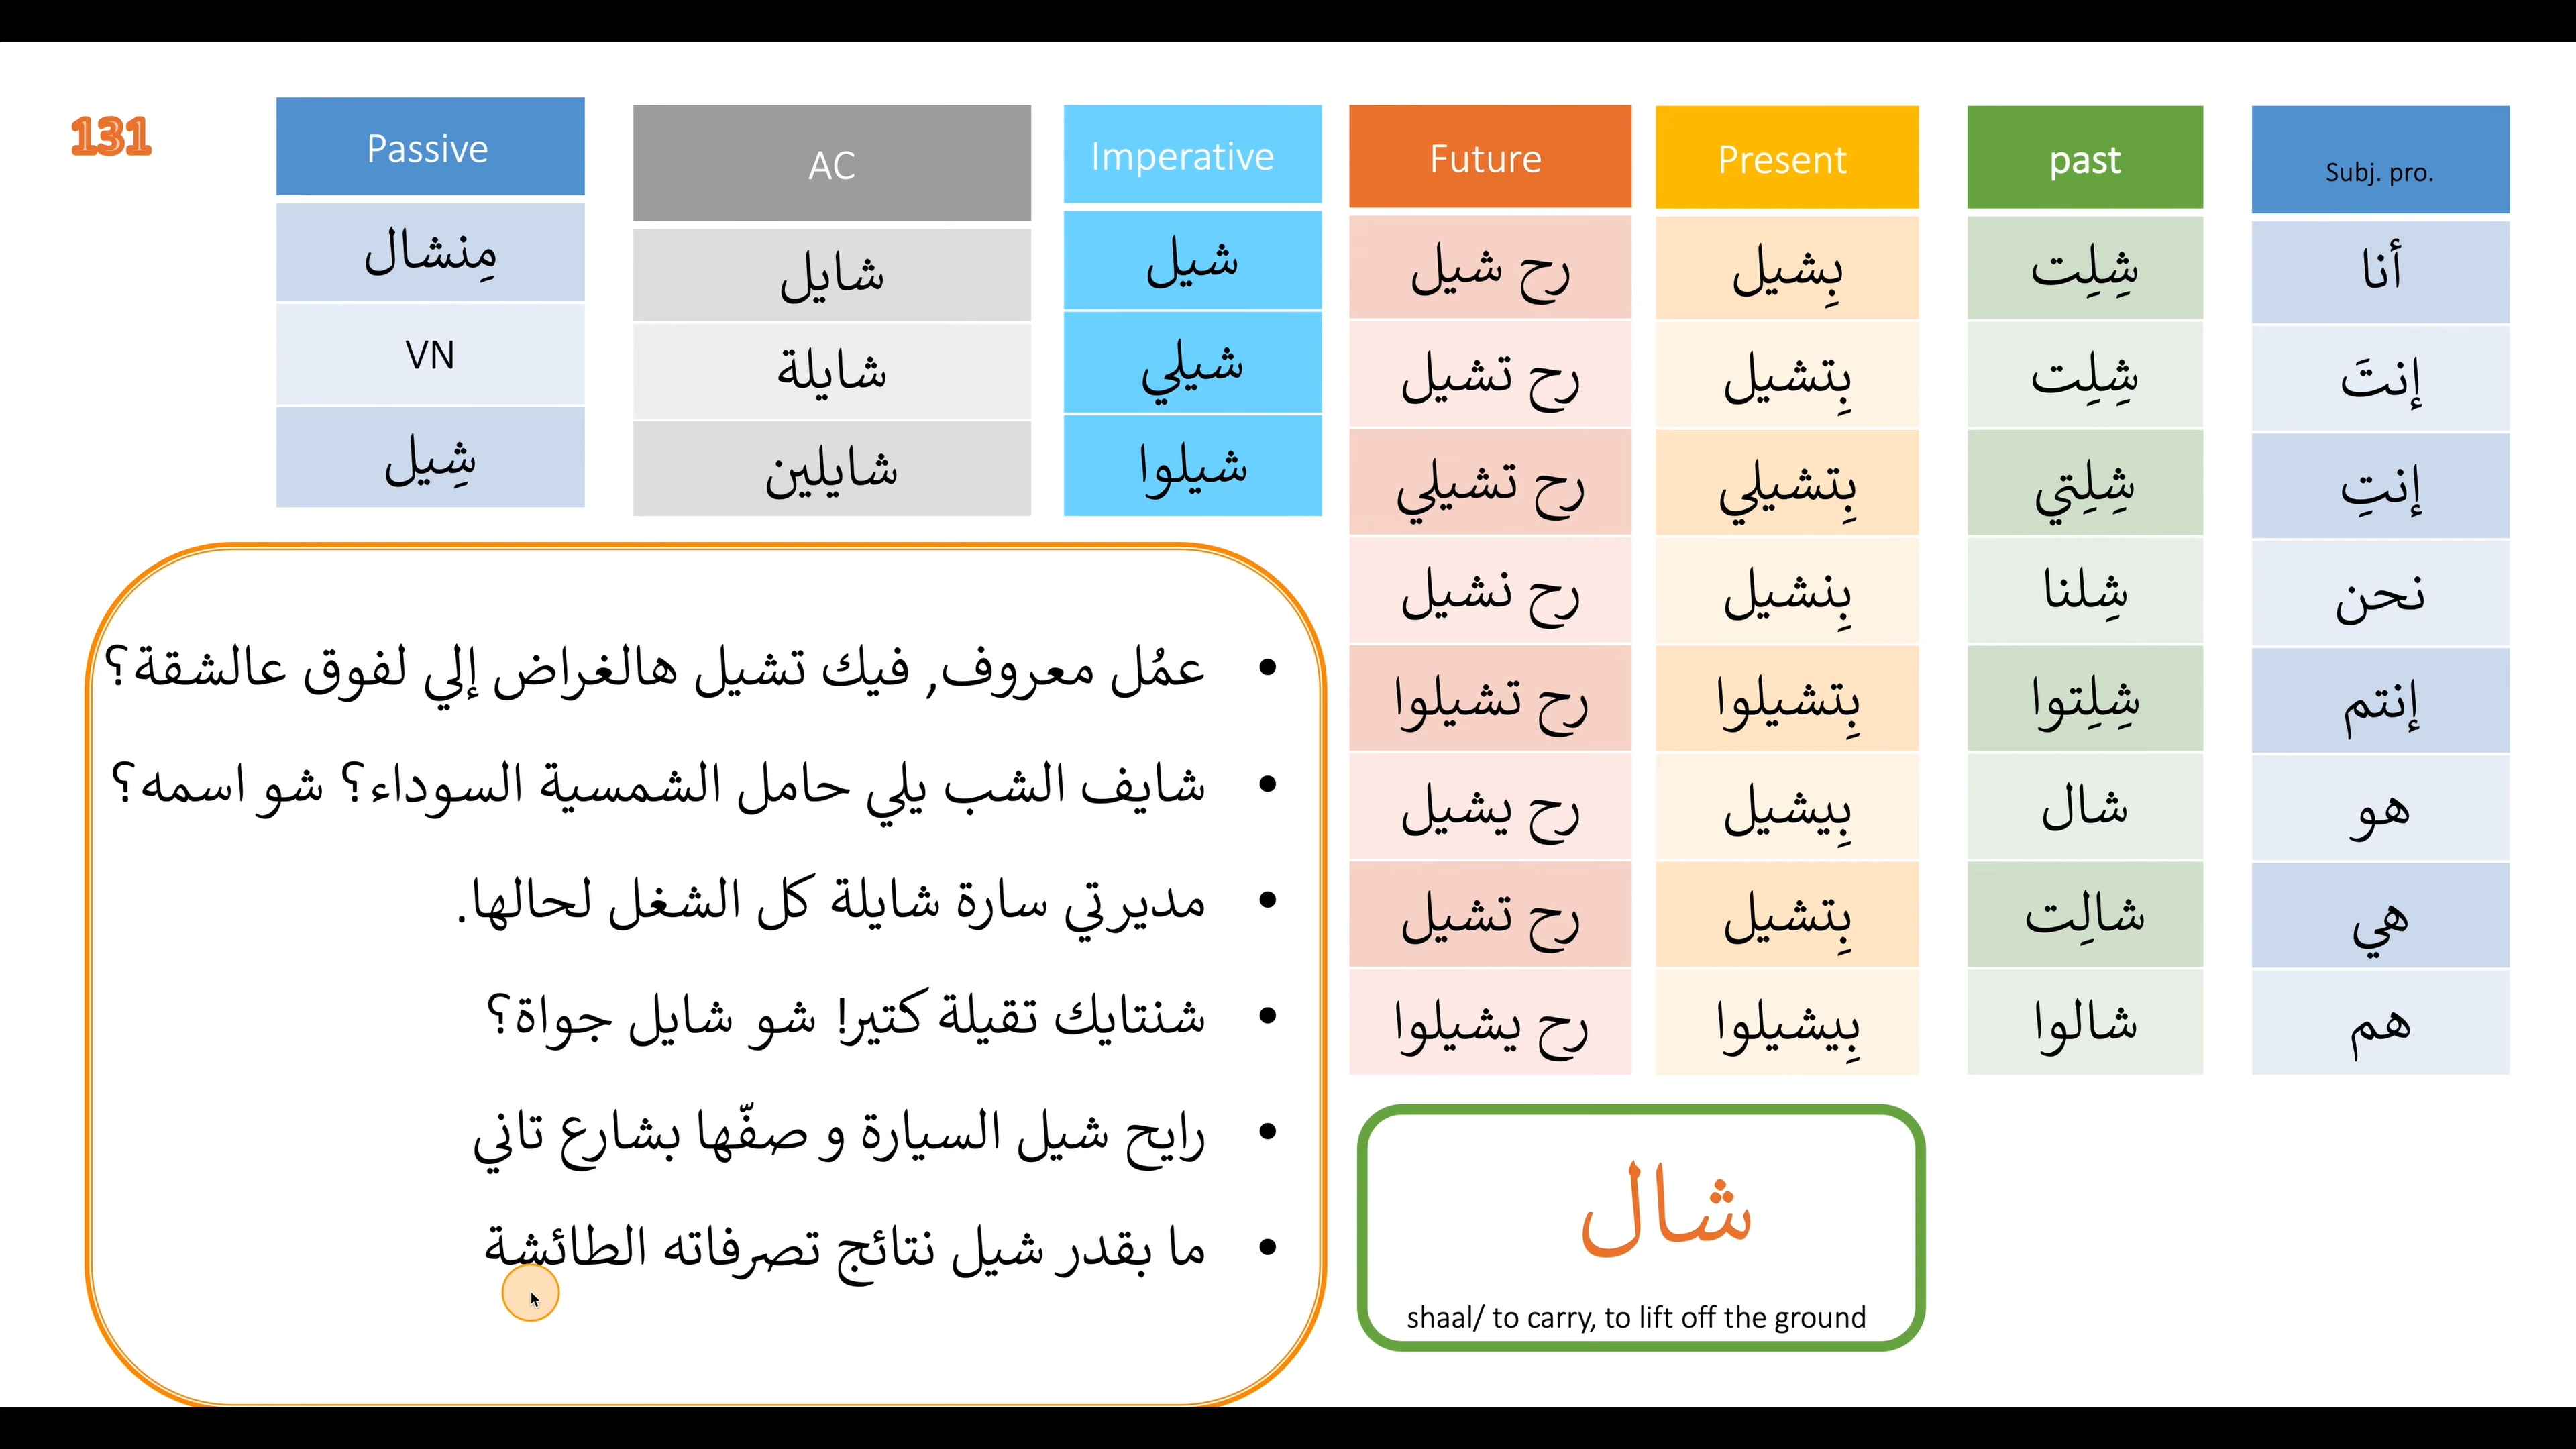 131
Passive
AC
Imperative
Future
Present
past
Subj. pro.
مِنشال
VN
شِيل
شايل
شايلة
شايلين
شيل
شيلي
شيلوا
رح شيل
رح تشيل
رح تشيلي
رح نشيل
رح تشيلوا
رح يشيل
رح تشيل
رح يشيلوا
بِشيل
بِتشيل
بِتشيلي
بِنشيل
بِتشيلوا
بِيشيل
بِتشيل
بِيشيلوا
شِلِت
شِلِت
شِلِتي
شِلنا
شِلِتوا
شال
شالِت
شالوا
أنا
إنتَ
إنتِ
نحن
إنتم
هو
هي
هم
• عمُل معروف, فيك تشيل هالغراض إلي لفوق عالشقة؟
• شايف الشب يلي حامل الشمسية السوداء؟ شو اسمه؟
• مديرتي سارة شايلة كل الشغل لحالها.
• شنتايك تقيلة كتير! شو شايل جواة؟
• رايح شيل السيارة و صفّها بشارع تاني
• ما بقدر شيل نتائج تصرفاته الطائشة
شال
shaal/ to carry, to lift off the ground